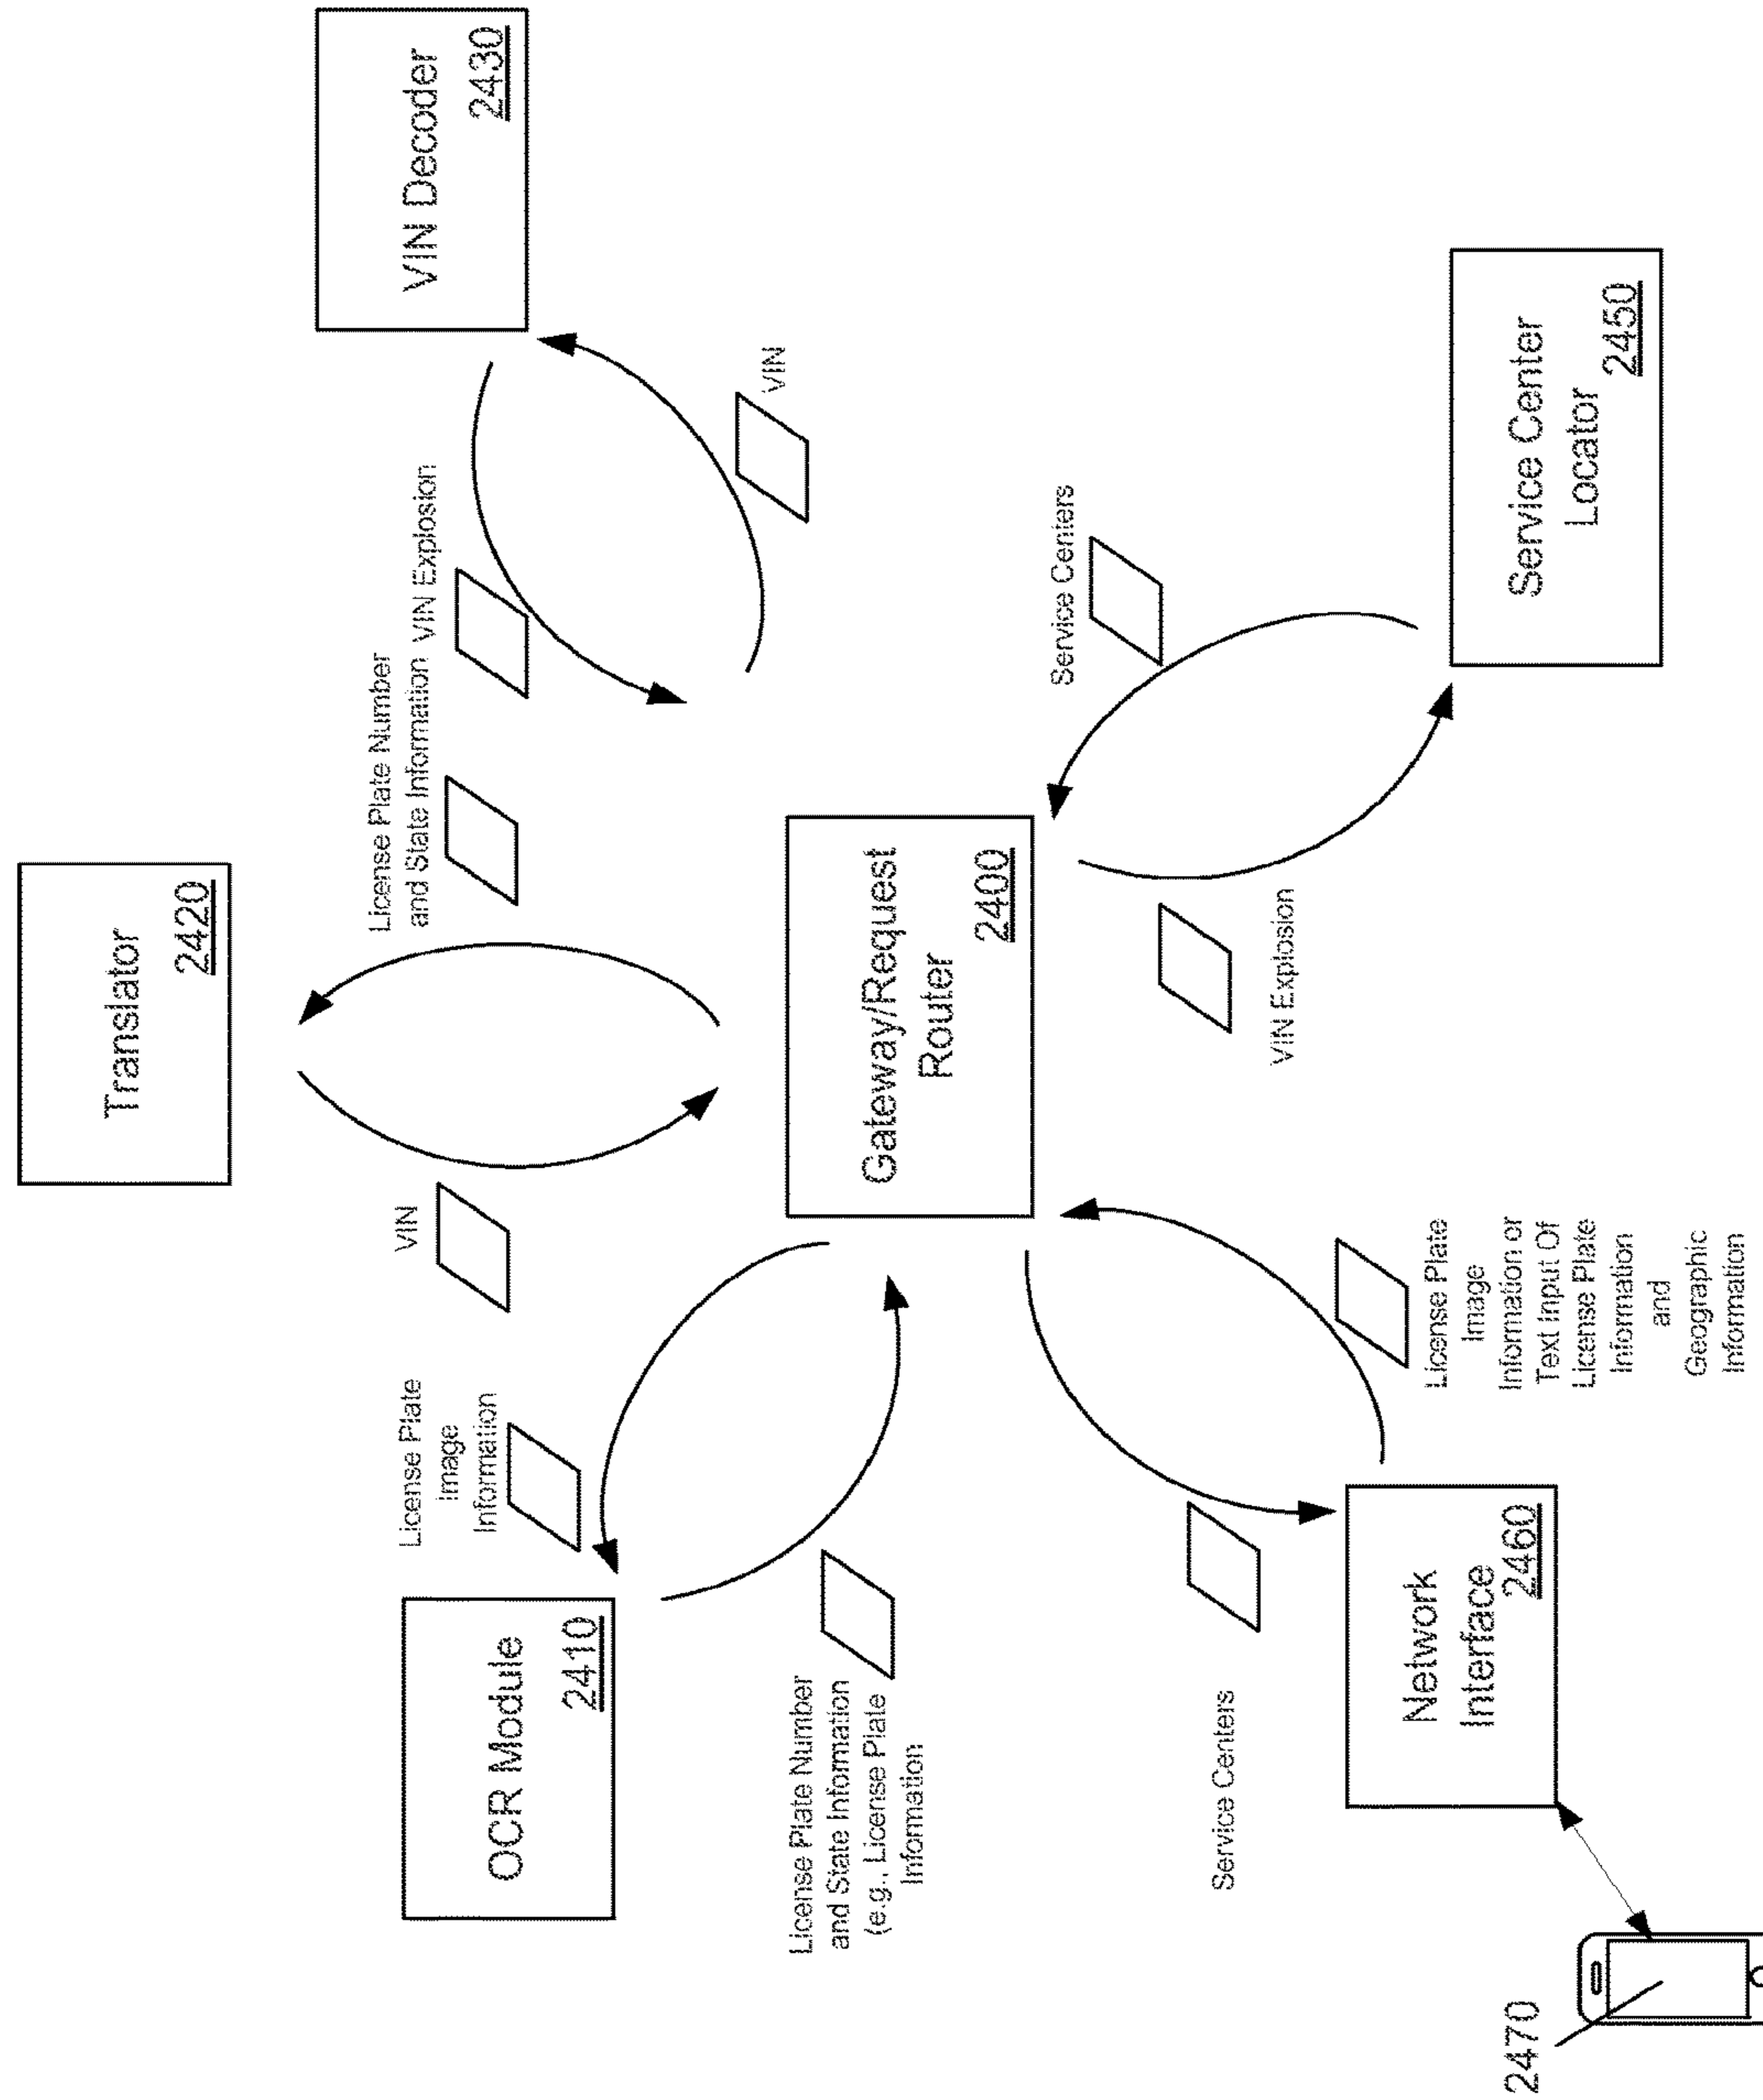 Translator
2420
VIN Decoder
2430
License Plate Number
and State Information
VIN Explosion
VIN
VIN
License Plate
Image
Information
OCR Module
2410
License Plate Number
and State Information
(e.g., License Plate
Information
Gateway/Request
Router
2400
Service Centers
VIN Explosion
Service Center
Locator
2450
Service Centers
Network
Interface
2460
License Plate
Image
Information or
Text Input Of
License Plate
Information
and
Geographic
Information
2470